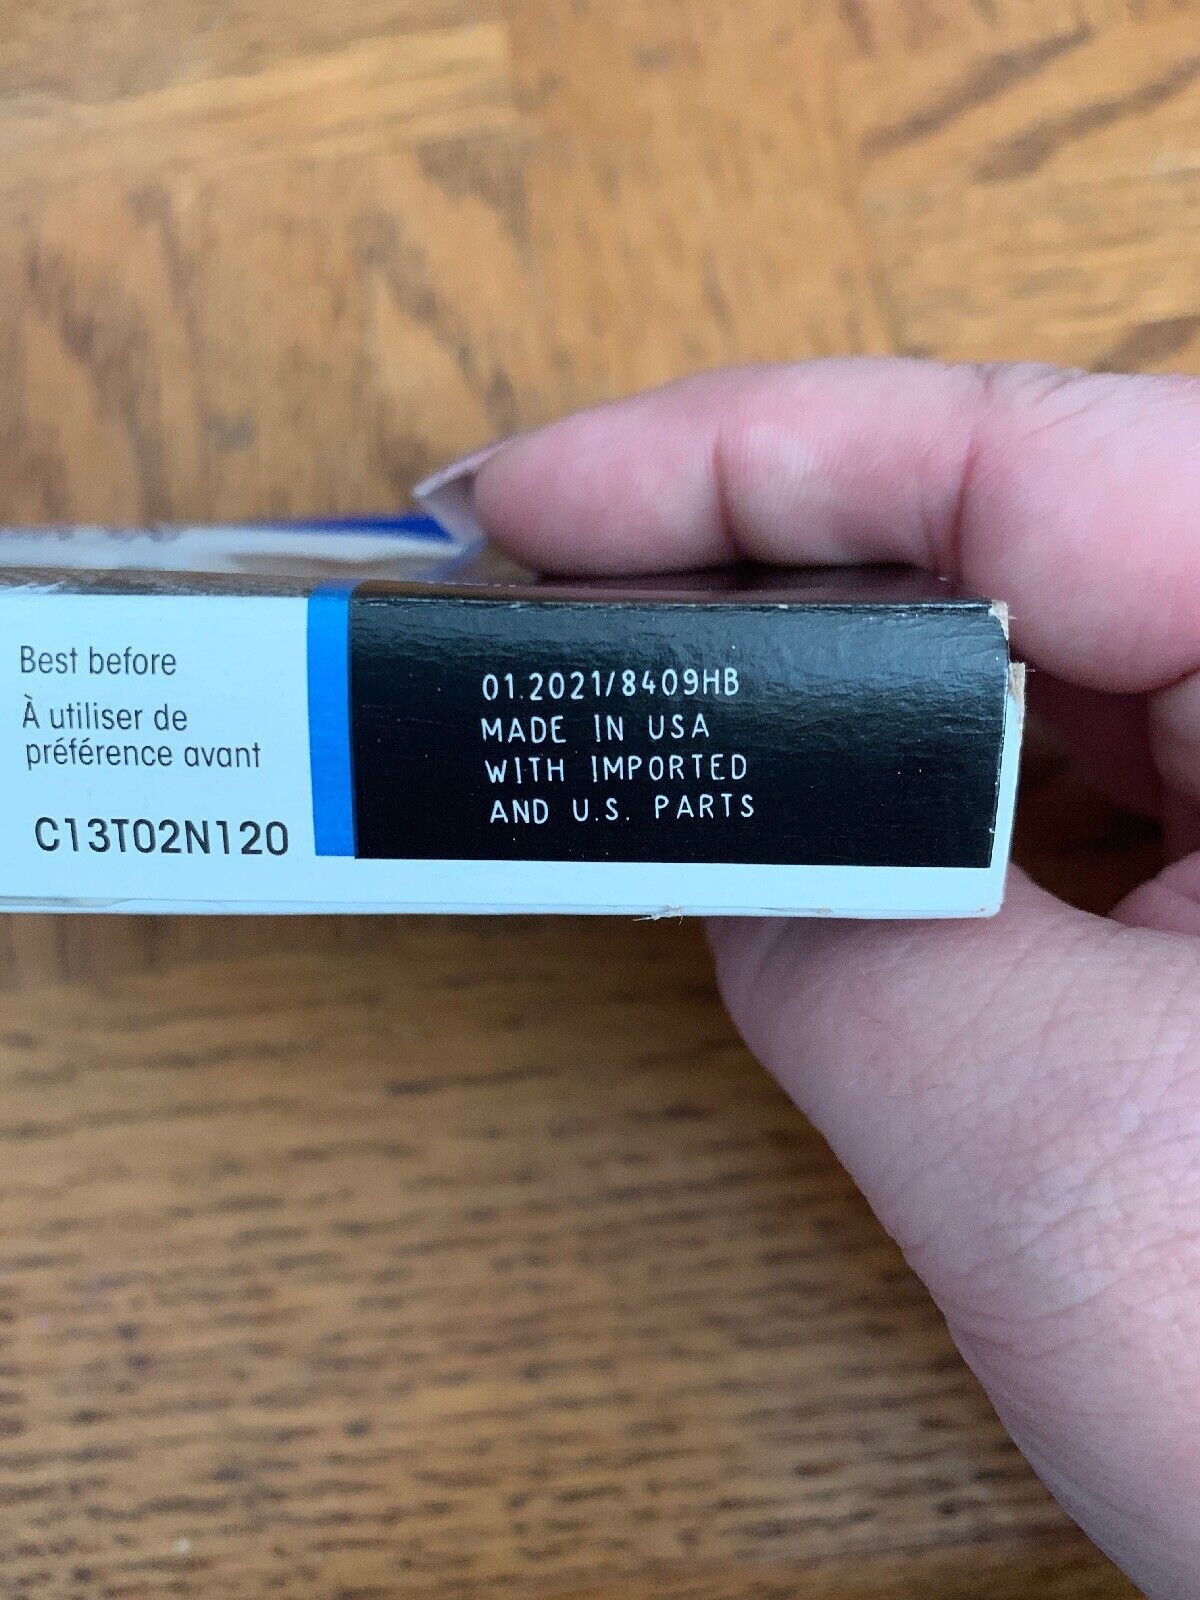 Best before
À utiliser de
préférence avant
C13T02N120
01.2021/8409HB
MADE IN USA
WITH IMPORTED
AND U.S. PARTS